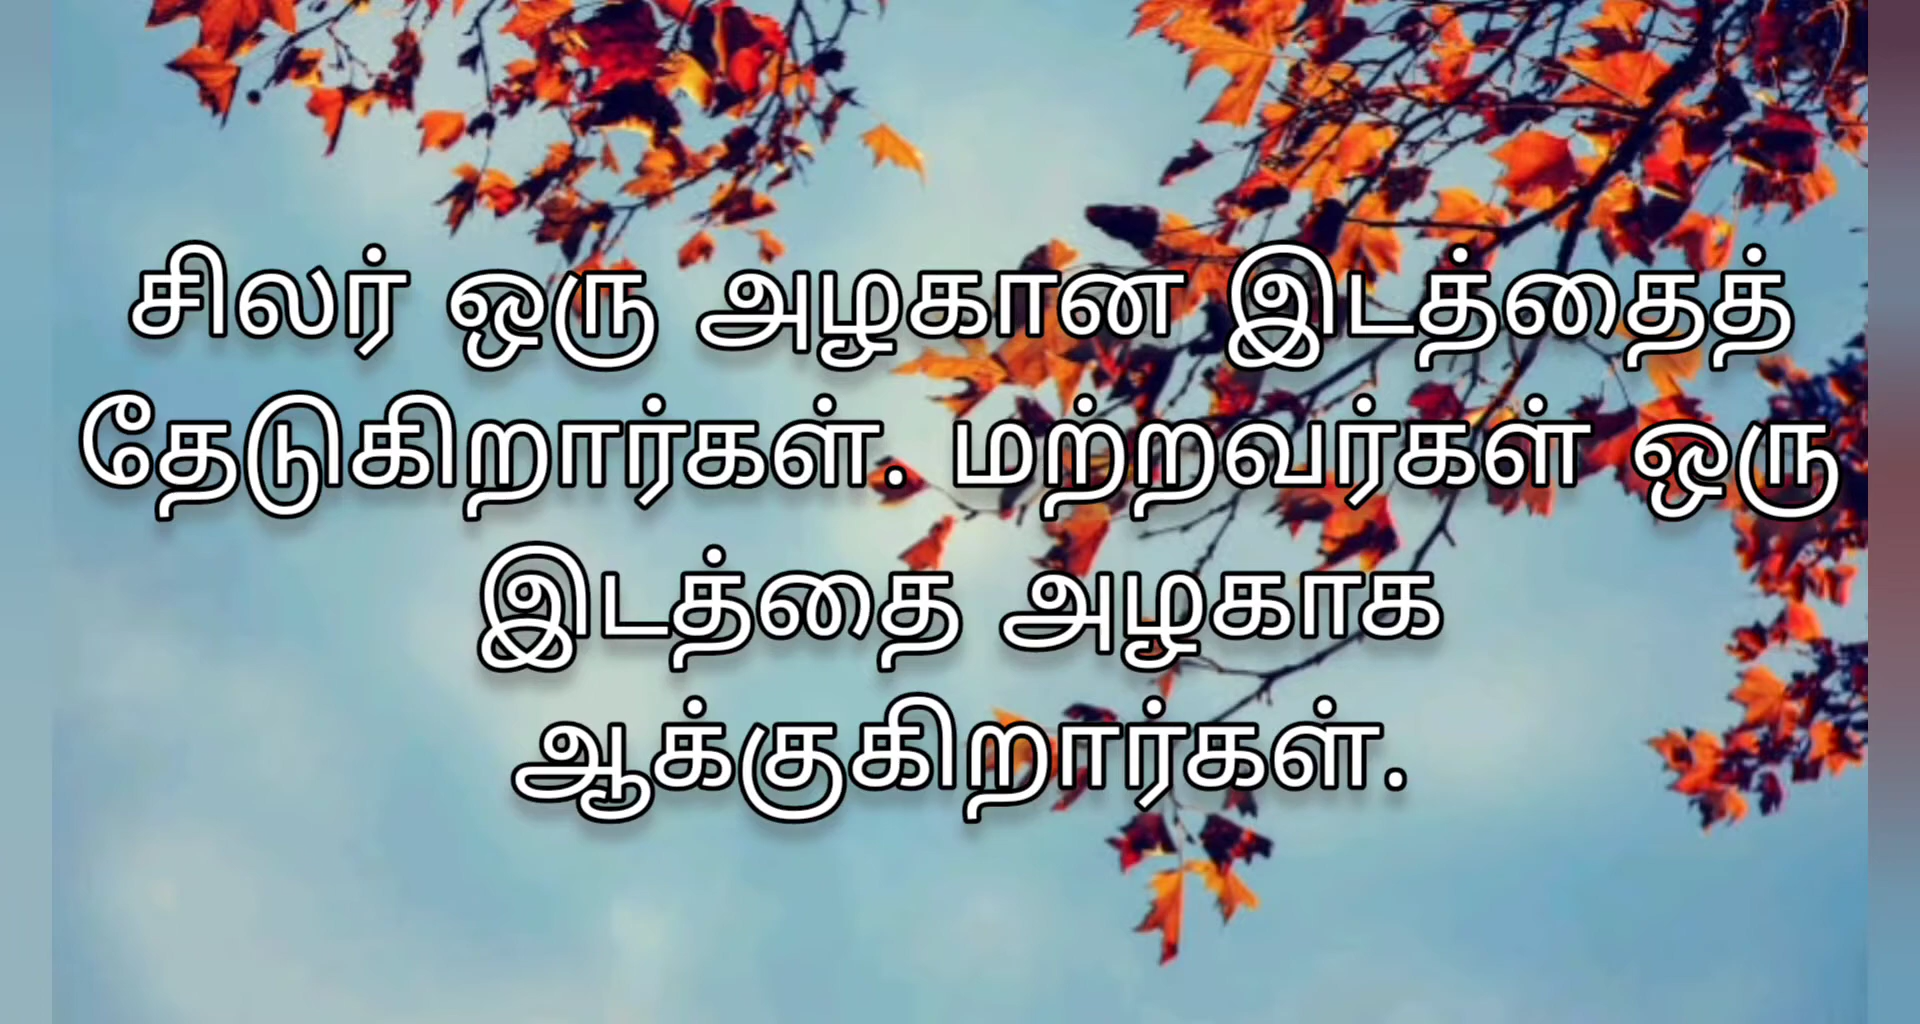 சிலர் ஒரு அழகான இடத்தைத்
தேடுகிறார்கள். மற்றவர்கள் ஒரு
இடத்தை அழகாக
ஆக்குகிறார்கள்.